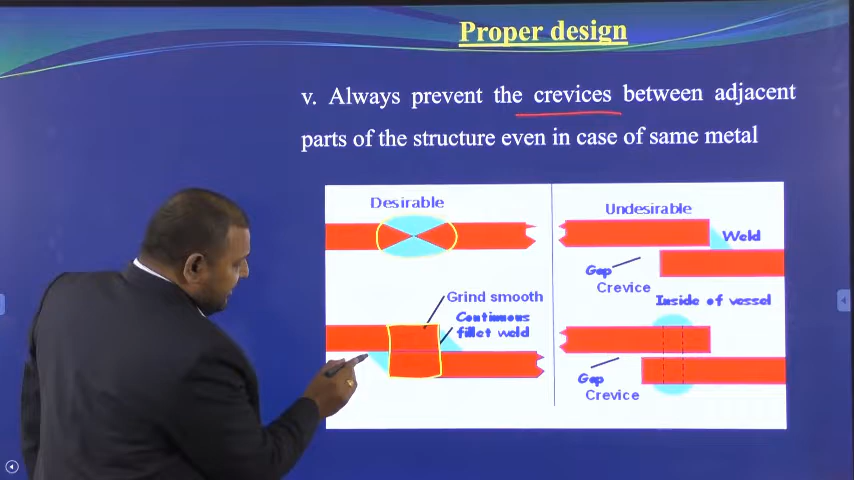 Proper design
v. Always prevent the crevices between adjacent
parts of the structure even in case of same metal
Desirable
Undesirable
Weld
Gap
Crevice
Grind smooth
Continuous
fillet weld
Inside of vessel
Gap
Crevice